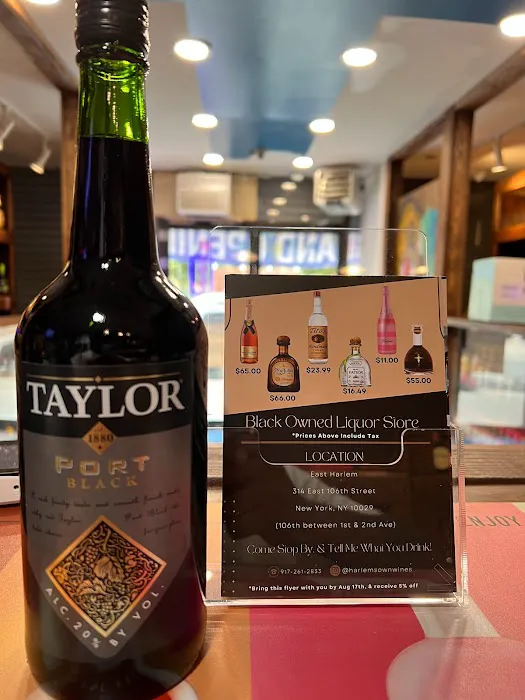 TAYLOR
1880
PORT
BLACK
ALC. 20% BY VOL.
$65.00
$66.00
$23.99
$16.49
$11.00
$55.00
Black Owned Liquor Store
*Prices Above Include Tax
LOCATION
East Harlem
314 East 106th Street
New York, NY 10029
(106th between 1st & 2nd Ave)
Come Stop By, & Tell Me What You Drink!
917-261-2833 @harlemsownwines
*Bring this flyer with you by Aug 17th, & receive 5% off